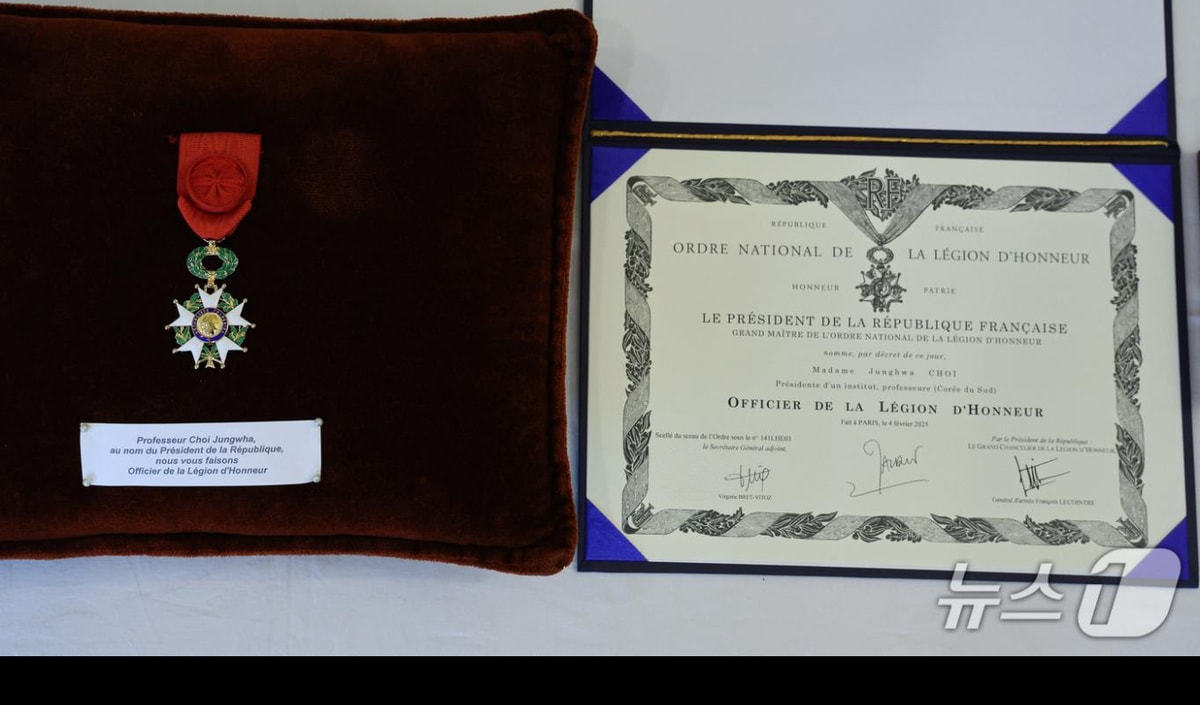 Professeur Choi Jungwha,
au nom du Président de la République,
nous vous faisons
Officier de la Légion d'Honneur
RF
RÉPUBLIQUE FRANÇAISE
ORDRE NATIONAL DE LA LÉGION D'HONNEUR
HONNEUR PATRIE
LE PRÉSIDENT DE LA RÉPUBLIQUE FRANÇAISE
GRAND MAÎTRE DE L'ORDRE NATIONAL DE LA LÉGION D'HONNEUR
nomme, par décret de ce jour,
Madame Junghwa CHOI
Présidente d'un institut, professeure (Corée du Sud)
OFFICIER DE LA LÉGION D'HONNEUR
Fait à PARIS, le 4 février 2025
Scellé du sceau de l'Ordre sous le n°
le Secrétaire Général adjoint,
Virginie BRET-VITOZ
Par le Président de la République :
LE GRAND CHANCELIER DE LA LÉGION D'HONNEUR
Général d'armée François LECOINTRE
뉴스1